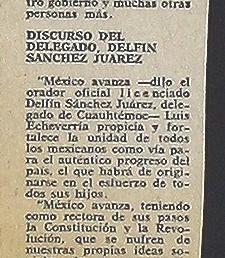 tro gobierno y muchas otras
personas más.
DISCURSO DEL
DELEGADO, DELFIN
SANCHEZ JUAREZ
"México avanza —dijo el
orador oficial licenciado
Delfín Sánchez Juárez, dele-
gado de Cuauhtémoc— Luis
Echeverría propicia y for-
talece la unidad de todos
los mexicanos como vía pa-
ra el auténtico progreso del
país, el que habrá de origi-
narse en el esfuerzo de to-
dos sus hijos.
"México avanza, teniendo
como rectora de sus pasos
la Constitución y la Revo-
lución, que se nufren de
nuestras propias ideas so-